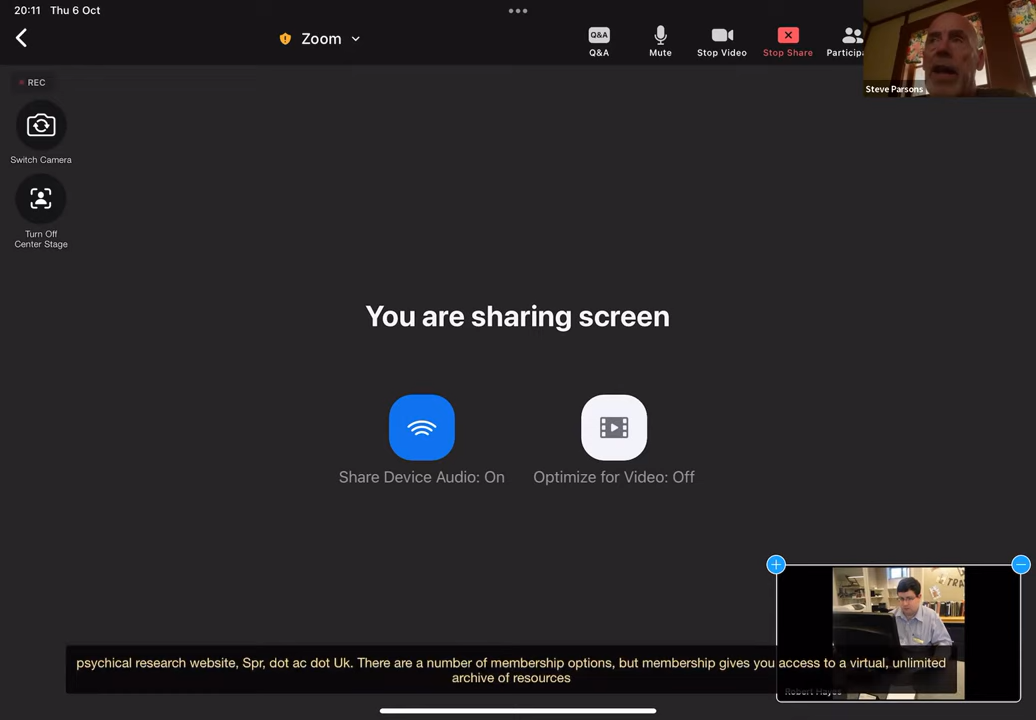 20:11 Thu 6 Oct
Zoom
Q&A
Q&A
Mute
Stop Video
Stop Share
Steve Parsons
REC
Switch Camera
Turn Off
Center Stage
You are sharing screen
Share Device Audio: On
Optimize for Video: Off
psychical research website, Spr, dot ac dot Uk. There are a number of membership options, but membership gives you access to a virtual, unlimited
archive of resources
Robert Hayes